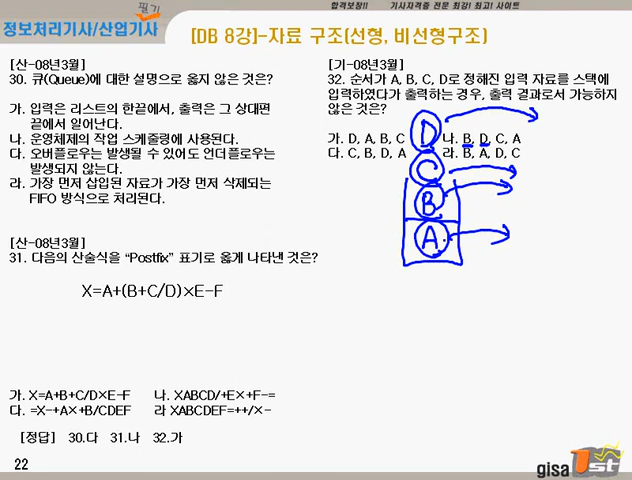 필기
합격보장!! 기사자격증 전문 최강! 최고! 사이트
정보처리기사/산업기사
[DB 8강]-자료 구조(선형, 비선형구조)
[산-08년3월]
30. 큐(Queue)에 대한 설명으로 옳지 않은 것은?
가. 입력은 리스트의 한끝에서, 출력은 그 상대편
끝에서 일어난다.
나. 운영체제의 작업 스케줄링에 사용된다.
다. 오버플로우는 발생될 수 있어도 언더플로우는
발생되지 않는다.
라. 가장 먼저 삽입된 자료가 가장 먼저 삭제되는
FIFO 방식으로 처리된다.
[산-08년3월]
31. 다음의 산술식을 “Postfix” 표기로 옳게 나타낸 것은?
X=A+(B+C/D)×E-F
가. X=A+B+C/D×E-F 나. XABCD/+E×+F-=
다. =X-+A×+B/CDEF 라 XABCDEF=++/×-
[정답] 30.다 31.나 32.가
[기-08년3월]
32. 순서가 A, B, C, D로 정해진 입력 자료를 스택에
입력하였다가 출력하는 경우, 출력 결과로서 가능하지
않은 것은?
가. D, A, B, C 나. B, D, C, A
다. C, B, D, A 라. B, A, D, C
D
C
B
A
22
gisa 1st